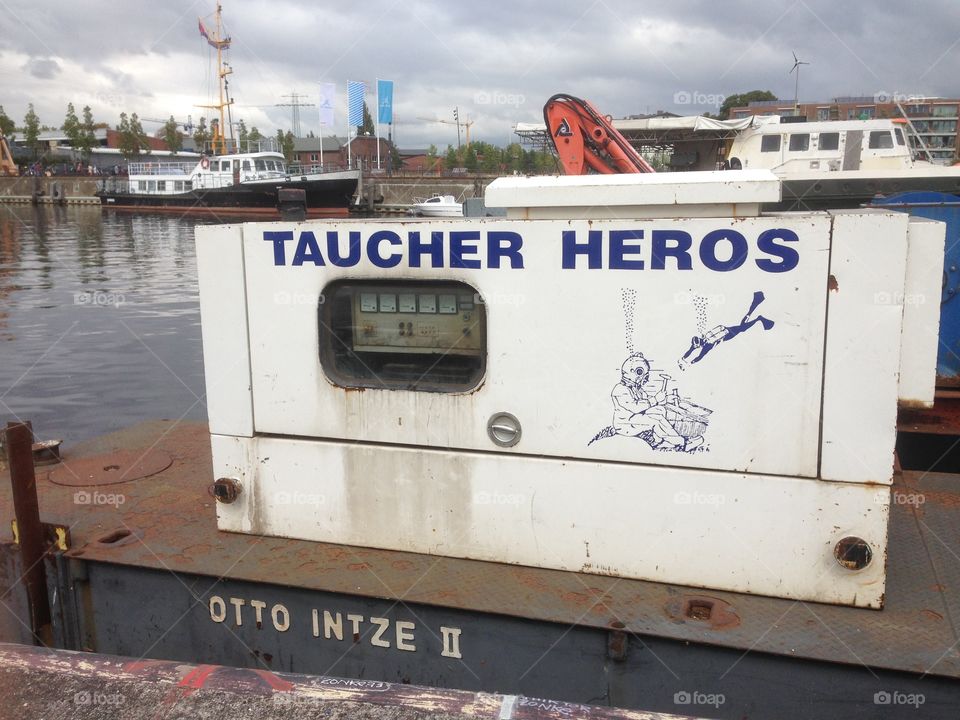 TAUCHER HEROS
OTTO INTZE II